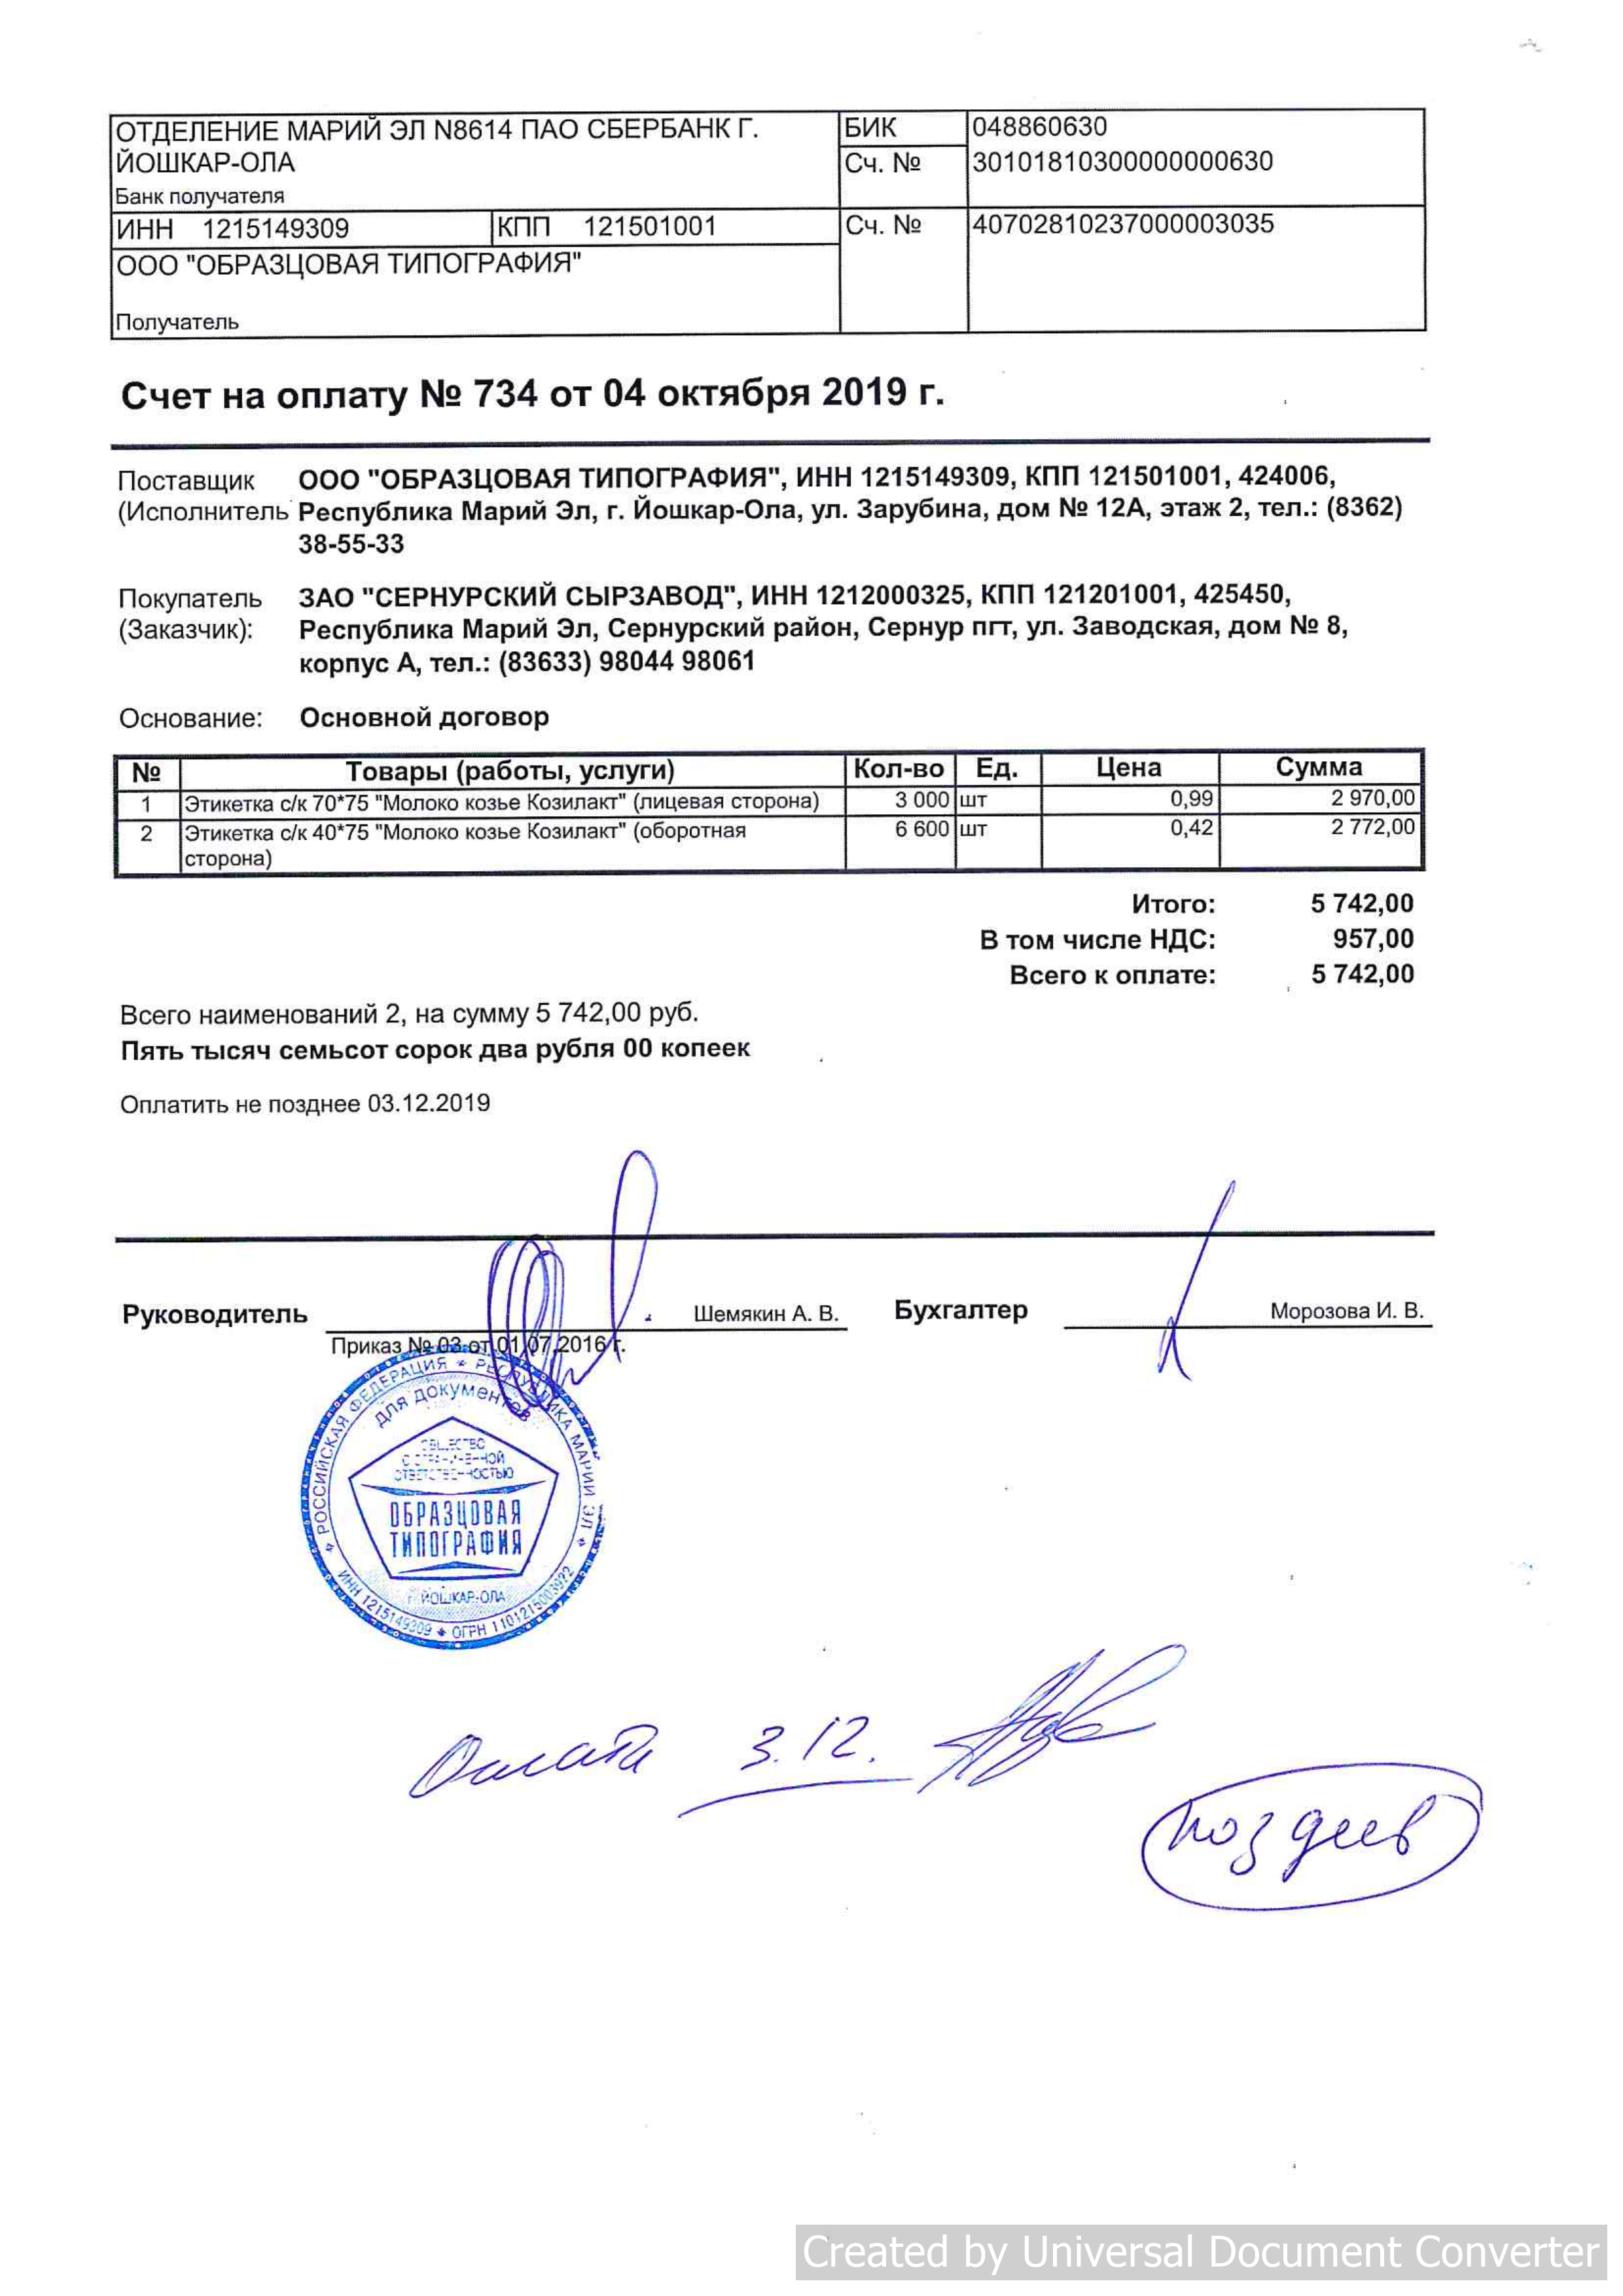 ОТДЕЛЕНИЕ МАРИЙ ЭЛ N8614 ПАО СБЕРБАНК Г.
ЙОШКАР-ОЛА
Банк получателя
БИК 048860630
Сч. № 30101810300000000630
ИНН 1215149309 КПП 121501001
Сч. № 40702810237000003035
ООО "ОБРАЗЦОВАЯ ТИПОГРАФИЯ"
Получатель
Счет на оплату № 734 от 04 октября 2019 г.
Поставщик ООО "ОБРАЗЦОВАЯ ТИПОГРАФИЯ", ИНН 1215149309, КПП 121501001, 424006,
(Исполнитель Республика Марий Эл, г. Йошкар-Ола, ул. Зарубина, дом № 12А, этаж 2, тел.: (8362)
38-55-33
Покупатель ЗАО "СЕРНУРСКИЙ СЫРЗАВОД", ИНН 1212000325, КПП 121201001, 425450,
(Заказчик): Республика Марий Эл, Сернурский район, Сернур пгт, ул. Заводская, дом № 8,
корпус А, тел.: (83633) 98044 98061
Основание: Основной договор
№ Товары (работы, услуги) Кол-во Ед. Цена Сумма
1 Этикетка с/к 70*75 "Молоко козье Козилакт" (лицевая сторона) 3 000 шт 0,99 2 970,00
2 Этикетка с/к 40*75 "Молоко козье Козилакт" (оборотная 6 600 шт 0,42 2 772,00
сторона)
Итого: 5 742,00
В том числе НДС: 957,00
Всего к оплате: 5 742,00
Всего наименований 2, на сумму 5 742,00 руб.
Пять тысяч семьсот сорок два рубля 00 копеек
Оплатить не позднее 03.12.2019
Руководитель Шемякин А. В. Бухгалтер Морозова И. В.
Приказ № 03 от 01.07.2016 г.
РОССИЙСКАЯ ФЕДЕРАЦИЯ * РЕСПУБЛИКА МАРИЙ ЭЛ *
для документов
ОБЩЕСТВО
С ОГРАНИЧЕННОЙ
ОТВЕТСТВЕННОСТЬЮ
ОБРАЗЦОВАЯ
ТИПОГРАФИЯ
г. ЙОШКАР-ОЛА
ИНН 1215149309 * ОГРН 1101215003922
Оплата 3.12.
Поздеев
Created by Universal Document Converter